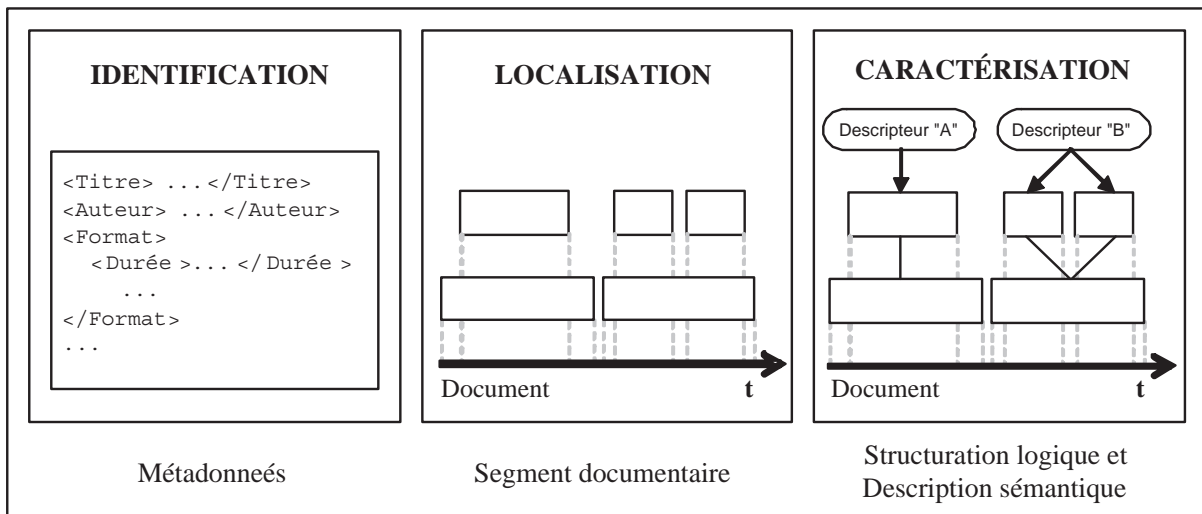 IDENTIFICATION
<Titre> ... </Titre>
<Auteur> ... </Auteur>
<Format>
<Durée >... </ Durée >
...
</Format>
...
Métadonneés
LOCALISATION
Document t
Segment documentaire
CARACTÉRISATION
Descripteur "A" Descripteur "B"
Document t
Structuration logique et
Description sémantique